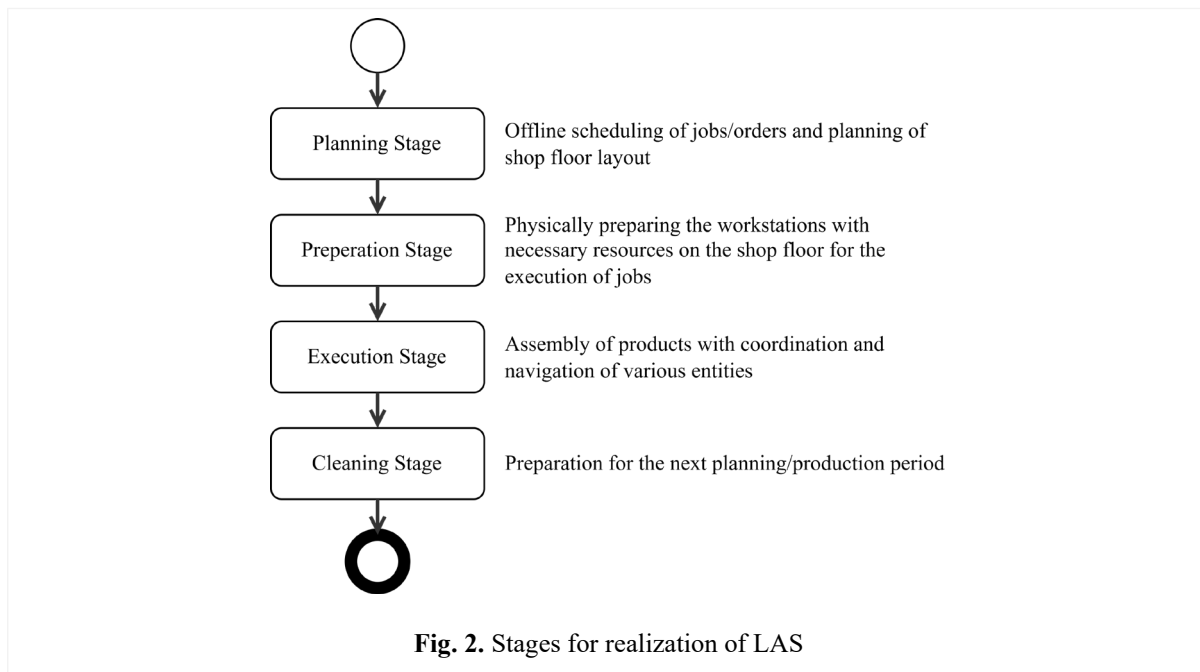 Planning Stage
Offline scheduling of jobs/orders and planning of
shop floor layout
Preperation Stage
Physically preparing the workstations with
necessary resources on the shop floor for the
execution of jobs
Execution Stage
Assembly of products with coordination and
navigation of various entities
Cleaning Stage
Preparation for the next planning/production period
Fig. 2. Stages for realization of LAS